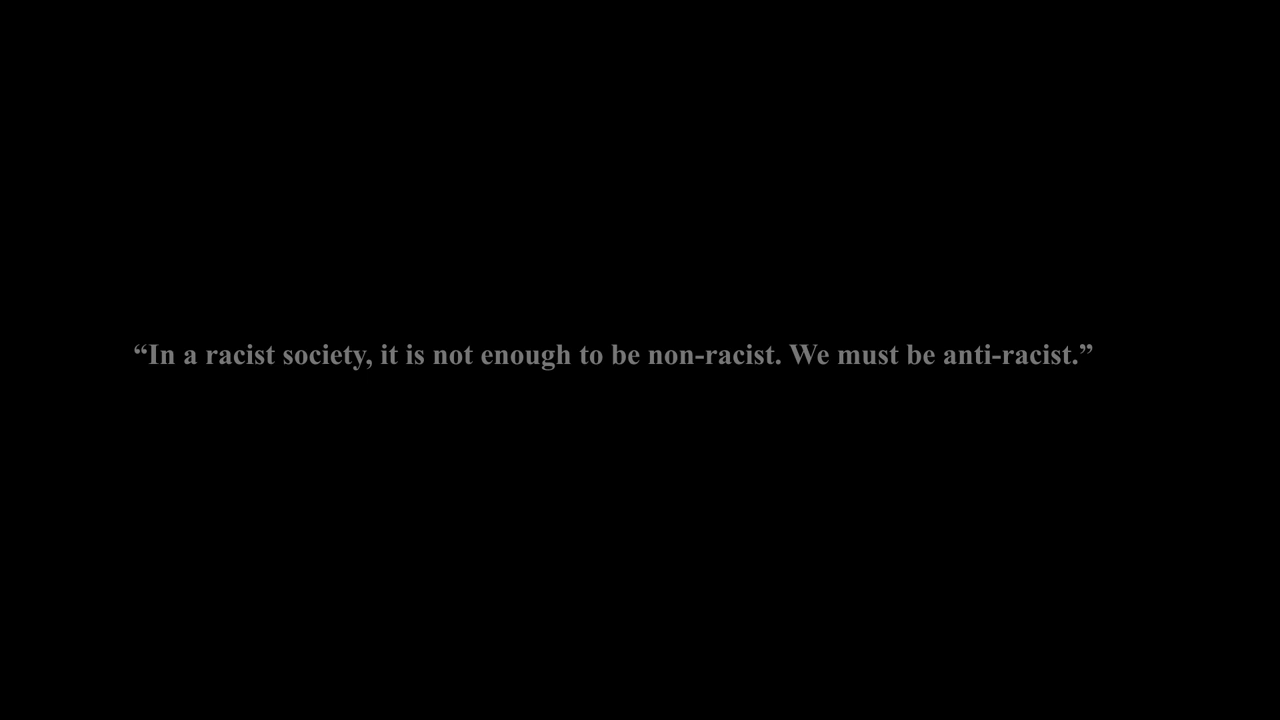 “In a racist society, it is not enough to be non-racist. We must be anti-racist.”